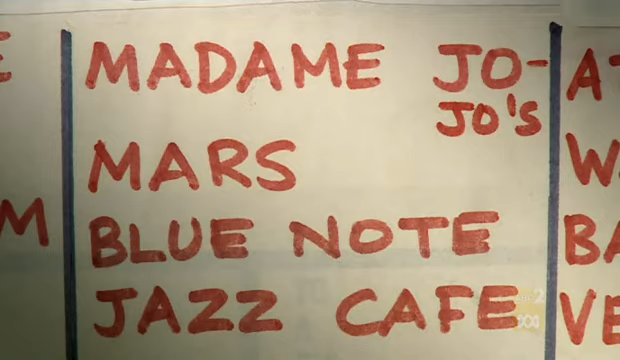 MADAME JO-
JO'S
MARS
BLUE NOTE
JAZZ CAFE